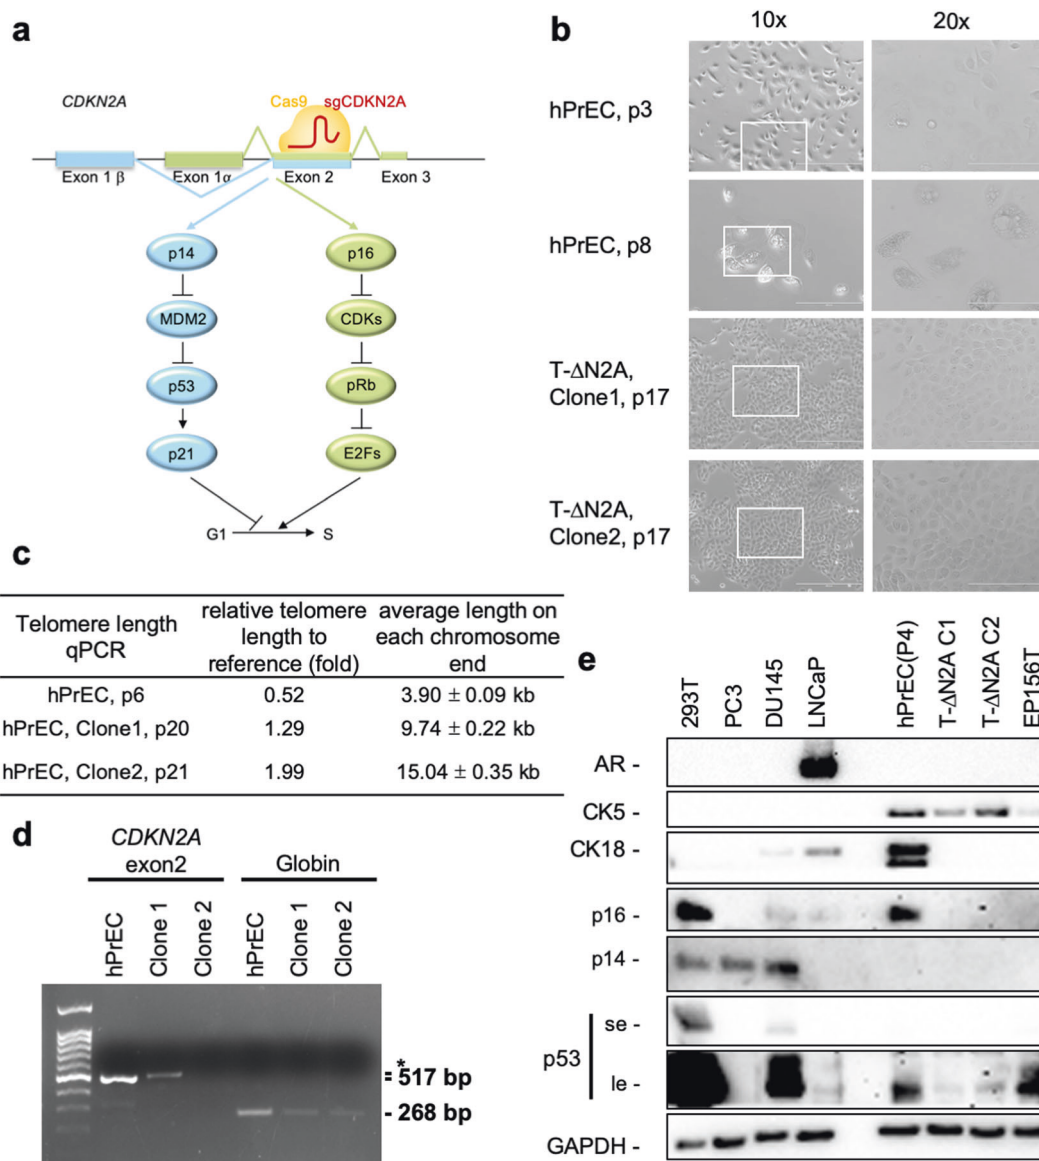 a
CDKN2A
Cas9
sgCDKN2A
Exon 1 β
Exon 1α
Exon 2
Exon 3
p14
p16
MDM2
CDKs
p53
pRb
p21
E2Fs
G1
S
b
10x
20x
hPrEC, p3
hPrEC, p8
T-ΔN2A,
Clone1, p17
T-ΔN2A,
Clone2, p17
c
Telomere length
qPCR
relative telomere
length to
reference (fold)
average length on
each chromosome
end
hPrEC, p6
0.52
3.90 ± 0.09 kb
hPrEC, Clone1, p20
1.29
9.74 ± 0.22 kb
hPrEC, Clone2, p21
1.99
15.04 ± 0.35 kb
d
CDKN2A
exon2
Globin
hPrEC
Clone 1
Clone 2
hPrEC
Clone 1
Clone 2
*
517 bp
- 268 bp
e
293T
PC3
DU145
LNCaP
hPrEC(P4)
T-ΔN2A C1
T-ΔN2A C2
EP156T
AR -
CK5 -
CK18 -
p16 -
p14 -
p53
se -
le -
GAPDH -